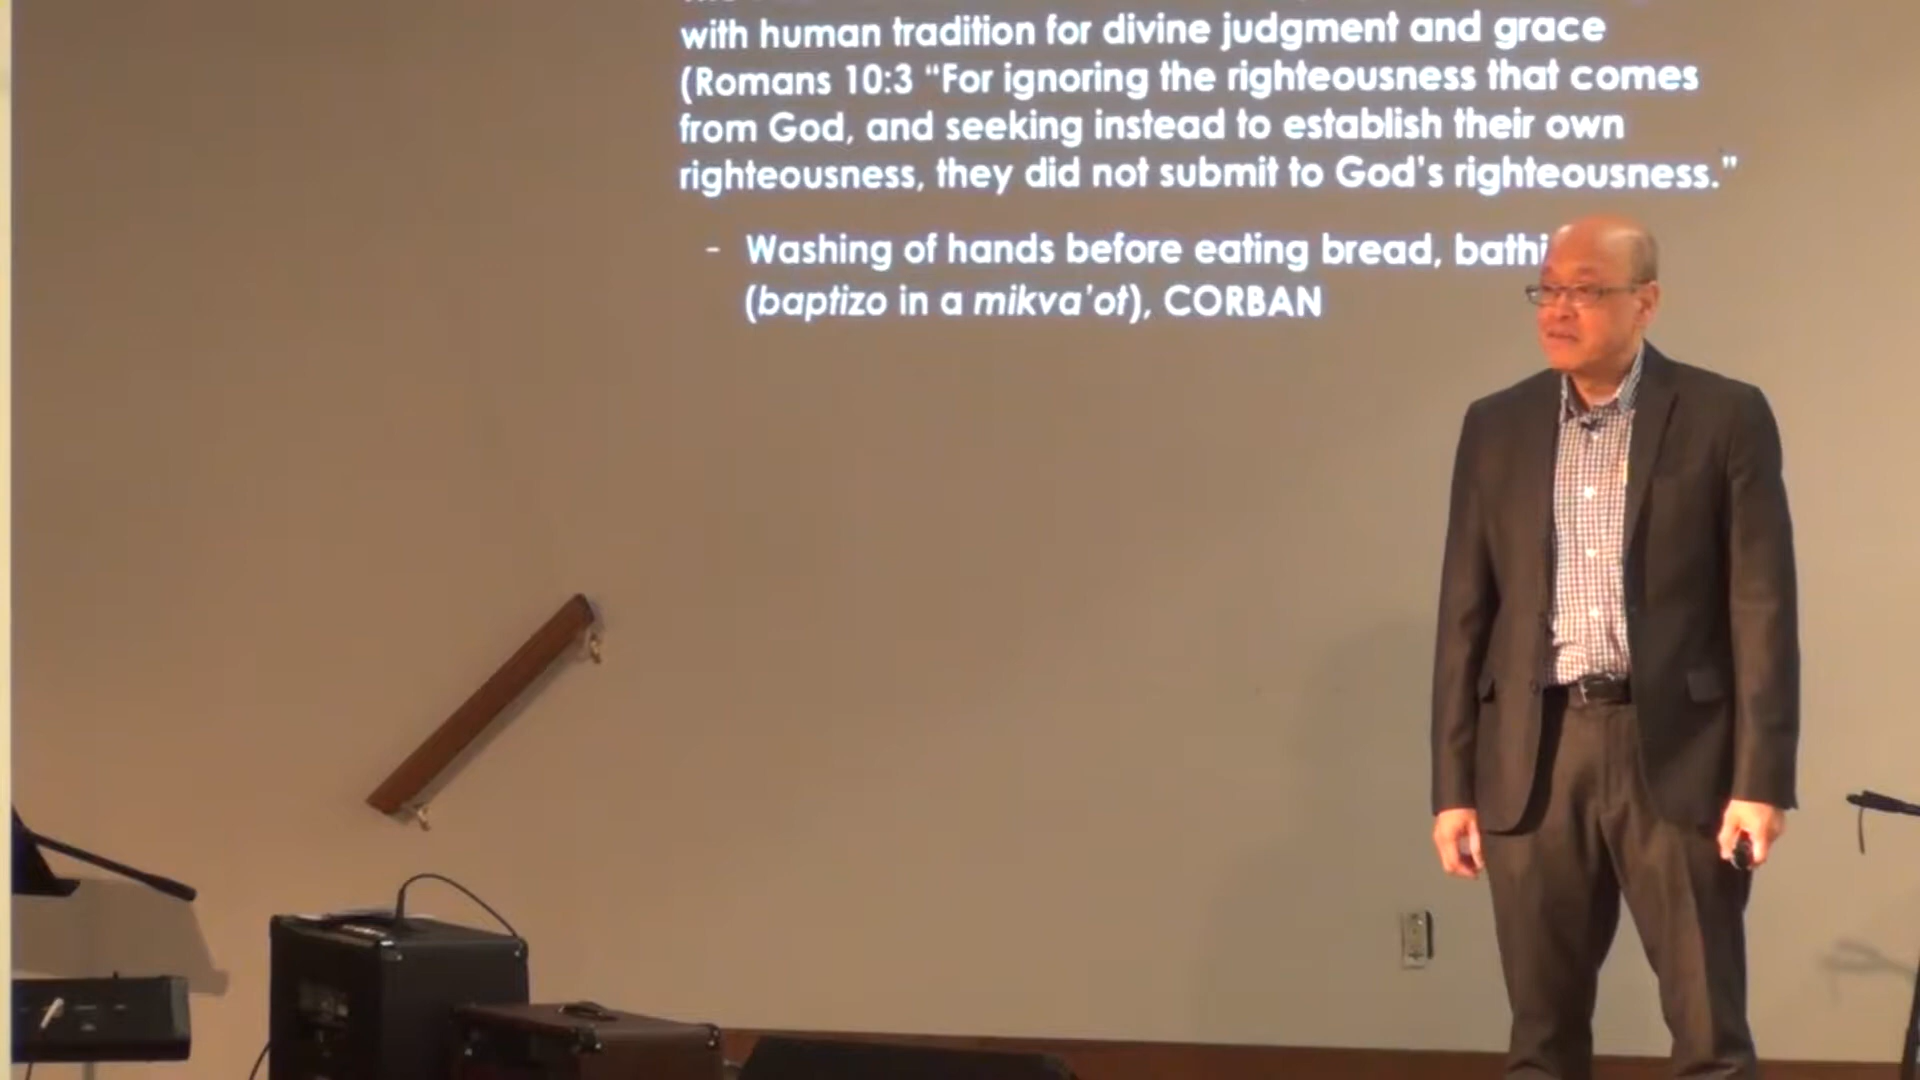 with human tradition for divine judgment and grace
(Romans 10:3 “For ignoring the righteousness that comes
from God, and seeking instead to establish their own
righteousness, they did not submit to God’s righteousness.”
- Washing of hands before eating bread,
(baptizo in a mikva’ot), CORBAN